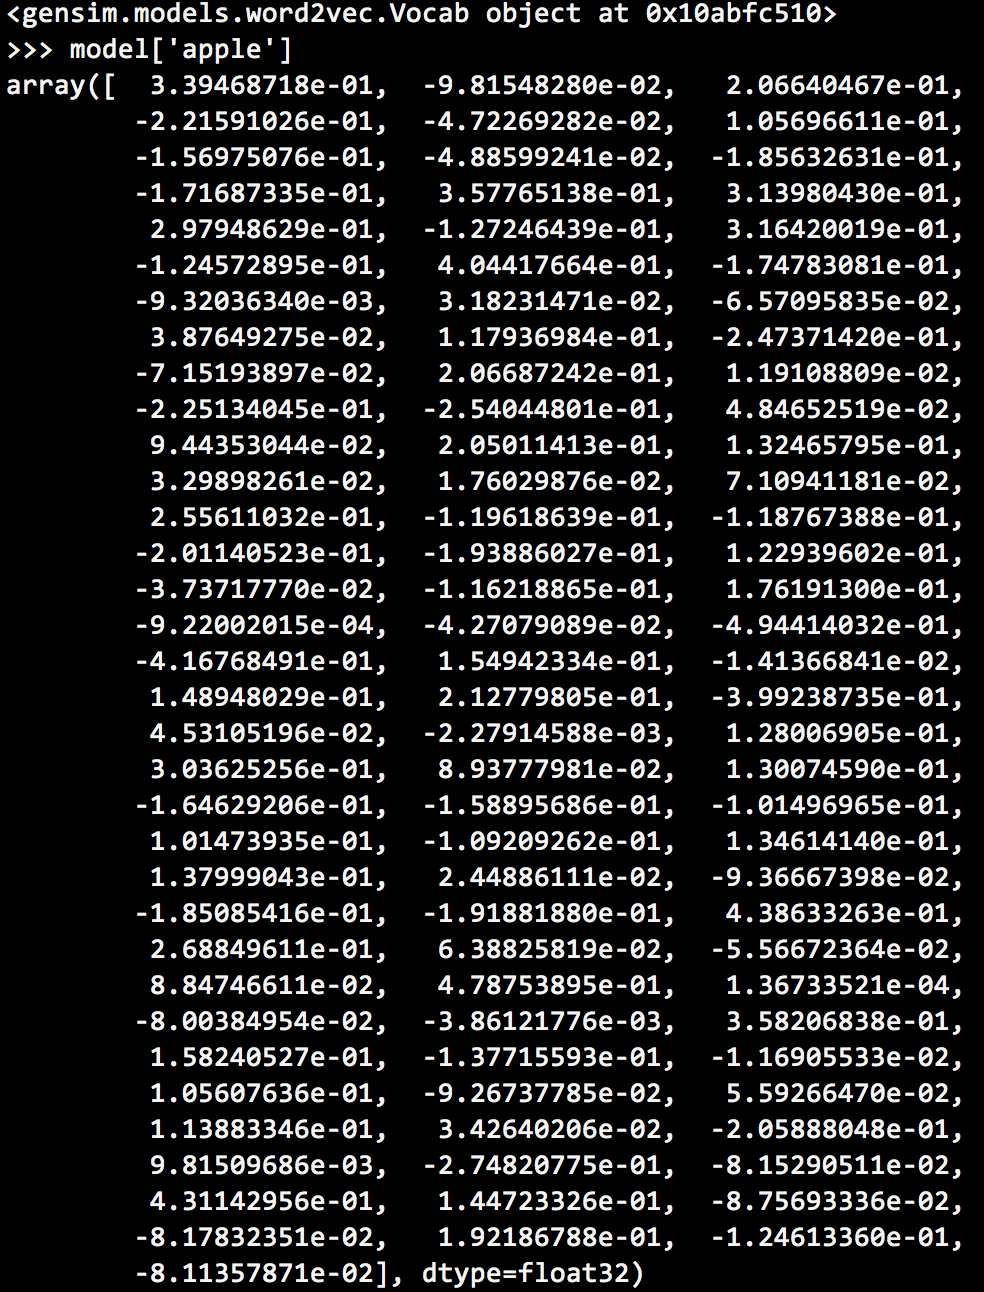 <gensim.models.word2vec.Vocab object at 0x10abfc510>
>>> model['apple']
array([  3.39468718e-01,  -9.81548280e-02,   2.06640467e-01,
        -2.21591026e-01,  -4.72269282e-02,   1.05696611e-01,
        -1.56975076e-01,  -4.88599241e-02,  -1.85632631e-01,
        -1.71687335e-01,   3.57765138e-01,   3.13980430e-01,
         2.97948629e-01,  -1.27246439e-01,   3.16420019e-01,
        -1.24572895e-01,   4.04417664e-01,  -1.74783081e-01,
        -9.32036340e-03,   3.18231471e-02,  -6.57095835e-02,
         3.87649275e-02,   1.17936984e-01,  -2.47371420e-01,
        -7.15193897e-02,   2.06687242e-01,   1.19108809e-02,
        -2.25134045e-01,  -2.54044801e-01,   4.84652519e-02,
         9.44353044e-02,   2.05011413e-01,   1.32465795e-01,
         3.29898261e-02,   1.76029876e-02,   7.10941181e-02,
         2.55611032e-01,  -1.19618639e-01,  -1.18767388e-01,
        -2.01140523e-01,  -1.93886027e-01,   1.22939602e-01,
        -3.73717770e-02,  -1.16218865e-01,   1.76191300e-01,
        -9.22002015e-04,  -4.27079089e-02,  -4.94414032e-01,
        -4.16768491e-01,   1.54942334e-01,  -1.41366841e-02,
         1.48948029e-01,   2.12779805e-01,  -3.99238735e-01,
         4.53105196e-02,  -2.27914588e-03,   1.28006905e-01,
         3.03625256e-01,   8.93777981e-02,   1.30074590e-01,
        -1.64629206e-01,  -1.58895686e-01,  -1.01496965e-01,
         1.01473935e-01,  -1.09209262e-01,   1.34614140e-01,
         1.37999043e-01,   2.44886111e-02,  -9.36667398e-02,
        -1.85085416e-01,  -1.91881880e-01,   4.38633263e-01,
         2.68849611e-01,   6.38825819e-02,  -5.56672364e-02,
         8.84746611e-02,   4.78753895e-01,   1.36733521e-04,
        -8.00384954e-02,  -3.86121776e-03,   3.58206838e-01,
         1.58240527e-01,  -1.37715593e-01,  -1.16905533e-02,
         1.05607636e-01,  -9.26737785e-02,   5.59266470e-02,
         1.13883346e-01,   3.42640206e-02,  -2.05888048e-01,
         9.81509686e-03,  -2.74820775e-01,  -8.15290511e-02,
         4.31142956e-01,   1.44723326e-01,  -8.75693336e-02,
        -8.17832351e-02,   1.92186788e-01,  -1.24613360e-01,
        -8.11357871e-02], dtype=float32)